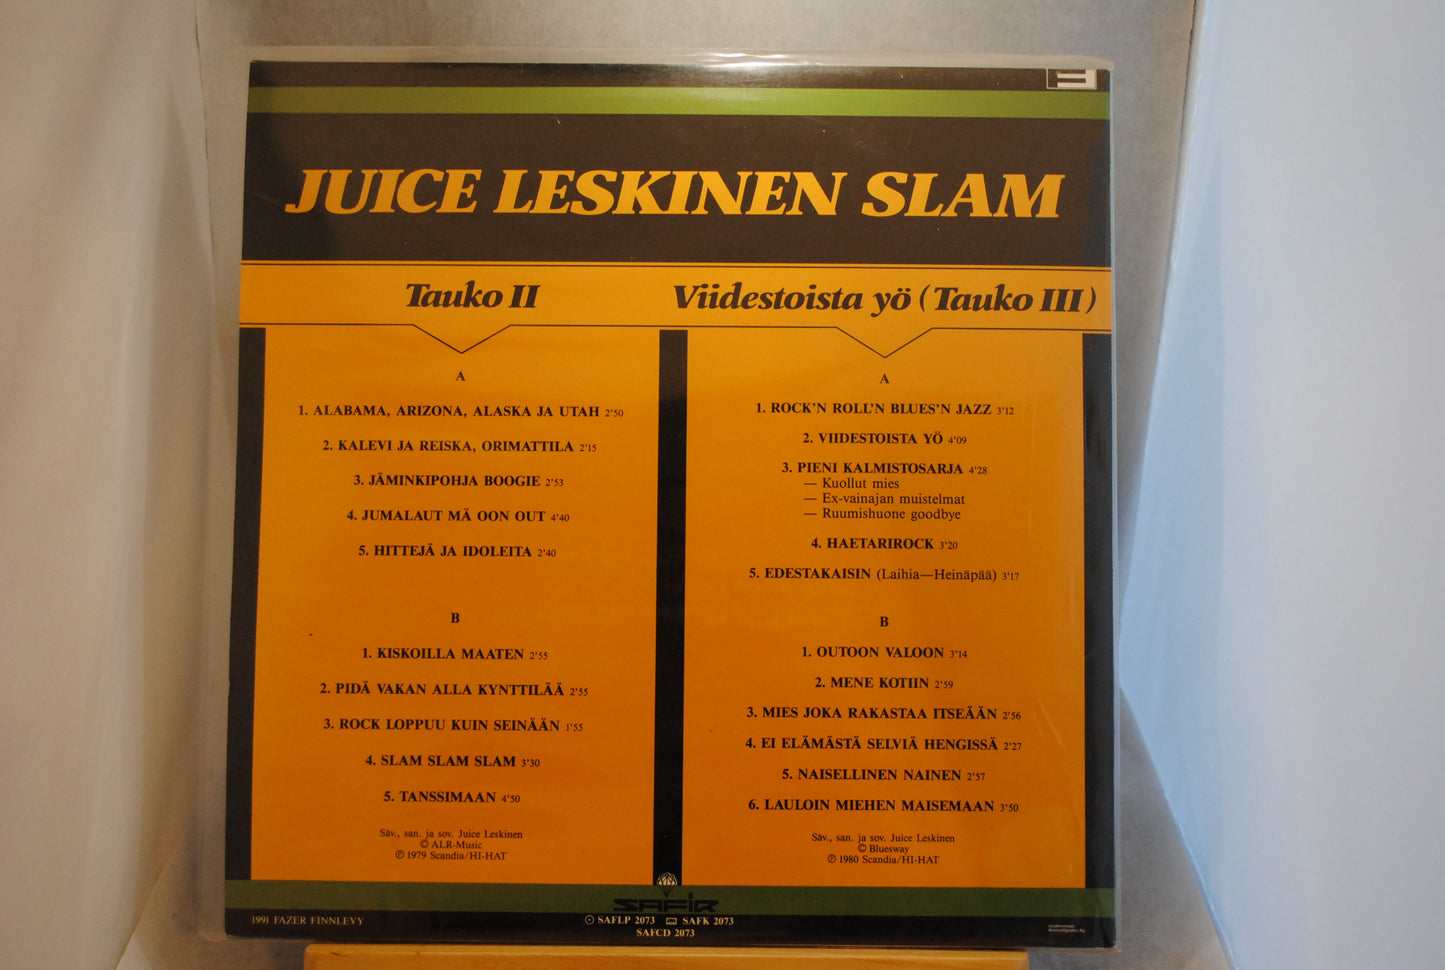 JUICE LESKINEN SLAM
Tauko II
A
1. ALABAMA, ARIZONA, ALASKA JA UTAH 2'50
2. KALEVI JA REISKA, ORIMATTILA 2'15
3. JÄMINKIPOHJA BOOGIE 2'53
4. JUMALAUT MÄ OON OUT 4'40
5. HITTEJÄ JA IDOLEITA 2'40
B
1. KISKOILLA MAATEN 2'55
2. PIDÄ VAKAN ALLA KYNTTILÄÄ 2'55
3. ROCK LOPPUU KUIN SEINÄÄN 1'55
4. SLAM SLAM SLAM 3'30
5. TANSSIMAAN 4'50
Säv., san. ja sov. Juice Leskinen
© ALR-Music
℗ 1979 Scandia/HI-HAT
Viidestoista yö (Tauko III)
A
1. ROCK'N ROLL'N BLUES'N JAZZ 3'12
2. VIIDESTOISTA YÖ 4'09
3. PIENI KALMISTOSARJA 4'28
— Kuollut mies
— Ex-vainajan muistelmat
— Ruumishuone goodbye
4. HAETARIROCK 3'20
5. EDESTAKAISIN (Laihia—Heinäpää) 3'17
B
1. OUTOON VALOON 3'14
2. MENE KOTIIN 2'59
3. MIES JOKA RAKASTAA ITSEÄÄN 2'56
4. EI ELÄMÄSTÄ SELVIÄ HENGISSÄ 2'27
5. NAISELLINEN NAINEN 2'57
6. LAULOIN MIEHEN MAISEMAAN 3'50
Säv., san. ja sov. Juice Leskinen
© Bluesway
℗ 1980 Scandia/HI-HAT
SAFIR
1991 FAZER FINNLEVY
SAFLP 2073 SAFK 2073
SAFCD 2073